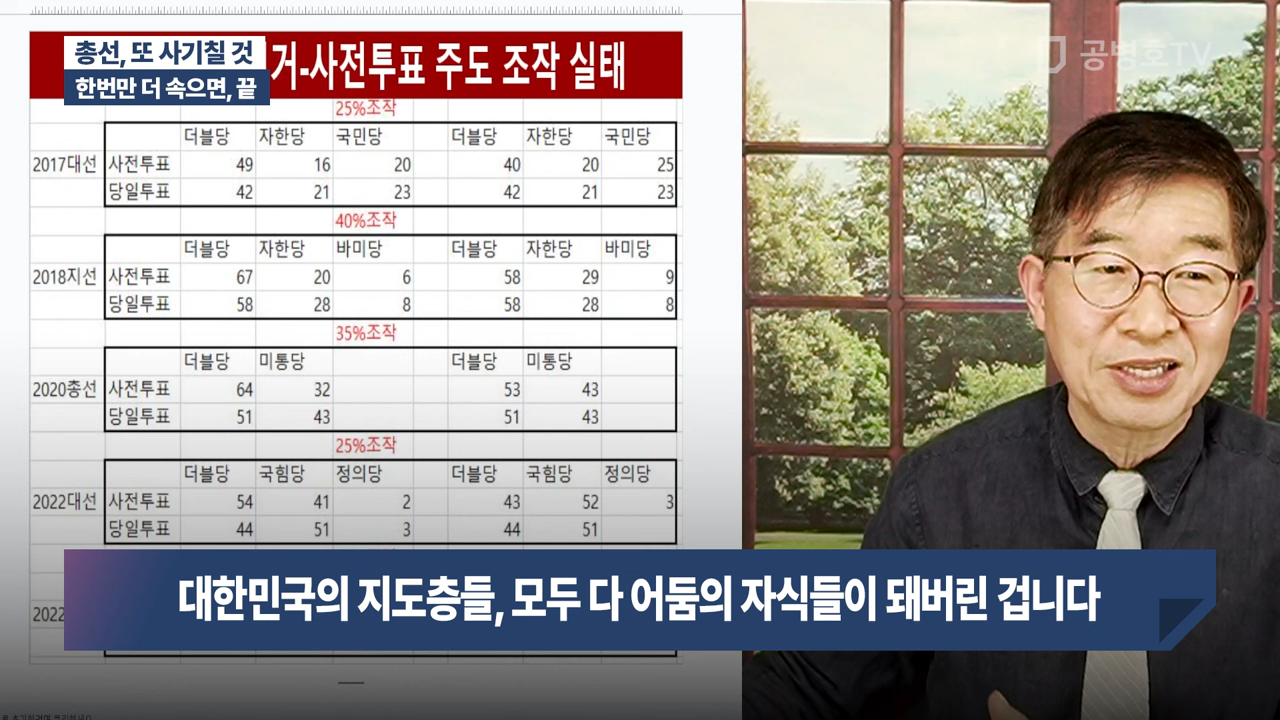 총선, 또 사기칠 것
한번만 더 속으면, 끝
거-사전투표 주도 조작 실태
공병호TV
25%조작
더블당 자한당 국민당 더블당 자한당 국민당
2017대선 사전투표 49 16 20 40 20 25
당일투표 42 21 23 42 21 23
40%조작
더블당 자한당 바미당 더블당 자한당 바미당
2018지선 사전투표 67 20 6 58 29 9
당일투표 58 28 8 58 28 8
35%조작
더블당 미통당 더블당 미통당
2020총선 사전투표 64 32 53 43
당일투표 51 43 51 43
25%조작
더블당 국힘당 정의당 더블당 국힘당 정의당
2022대선 사전투표 54 41 2 43 52 3
당일투표 44 51 3 44 51
2022
대한민국의 지도층들, 모두 다 어둠의 자식들이 돼버린 겁니다